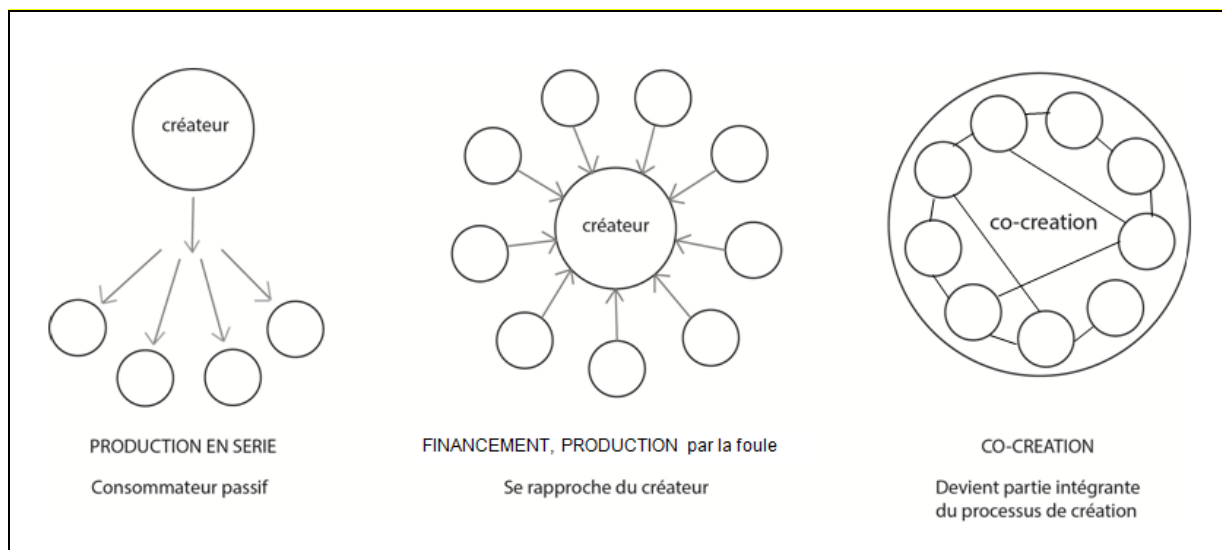 créateur
PRODUCTION EN SERIE
Consommateur passif
créateur
FINANCEMENT, PRODUCTION par la foule
Se rapproche du créateur
co-creation
CO-CREATION
Devient partie intégrante
du processus de création